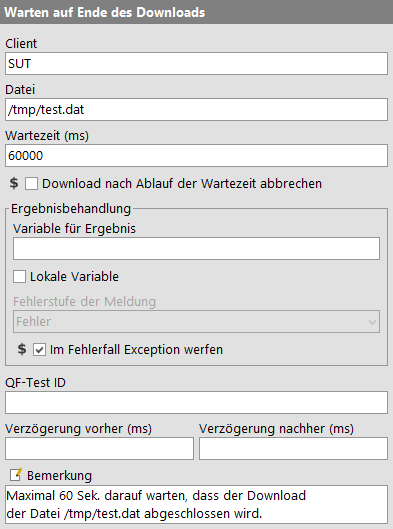 Warten auf Ende des Downloads
Client
SUT
Datei
/tmp/test.dat
Wartezeit (ms)
60000
$ Download nach Ablauf der Wartezeit abbrechen
Ergebnisbehandlung
Variable für Ergebnis
Lokale Variable
Fehlerstufe der Meldung
Fehler
$ Im Fehlerfall Exception werfen
QF-Test ID
Verzögerung vorher (ms) Verzögerung nachher (ms)
Bemerkung
Maximal 60 Sek. darauf warten, dass der Download
der Datei /tmp/test.dat abgeschlossen wird.